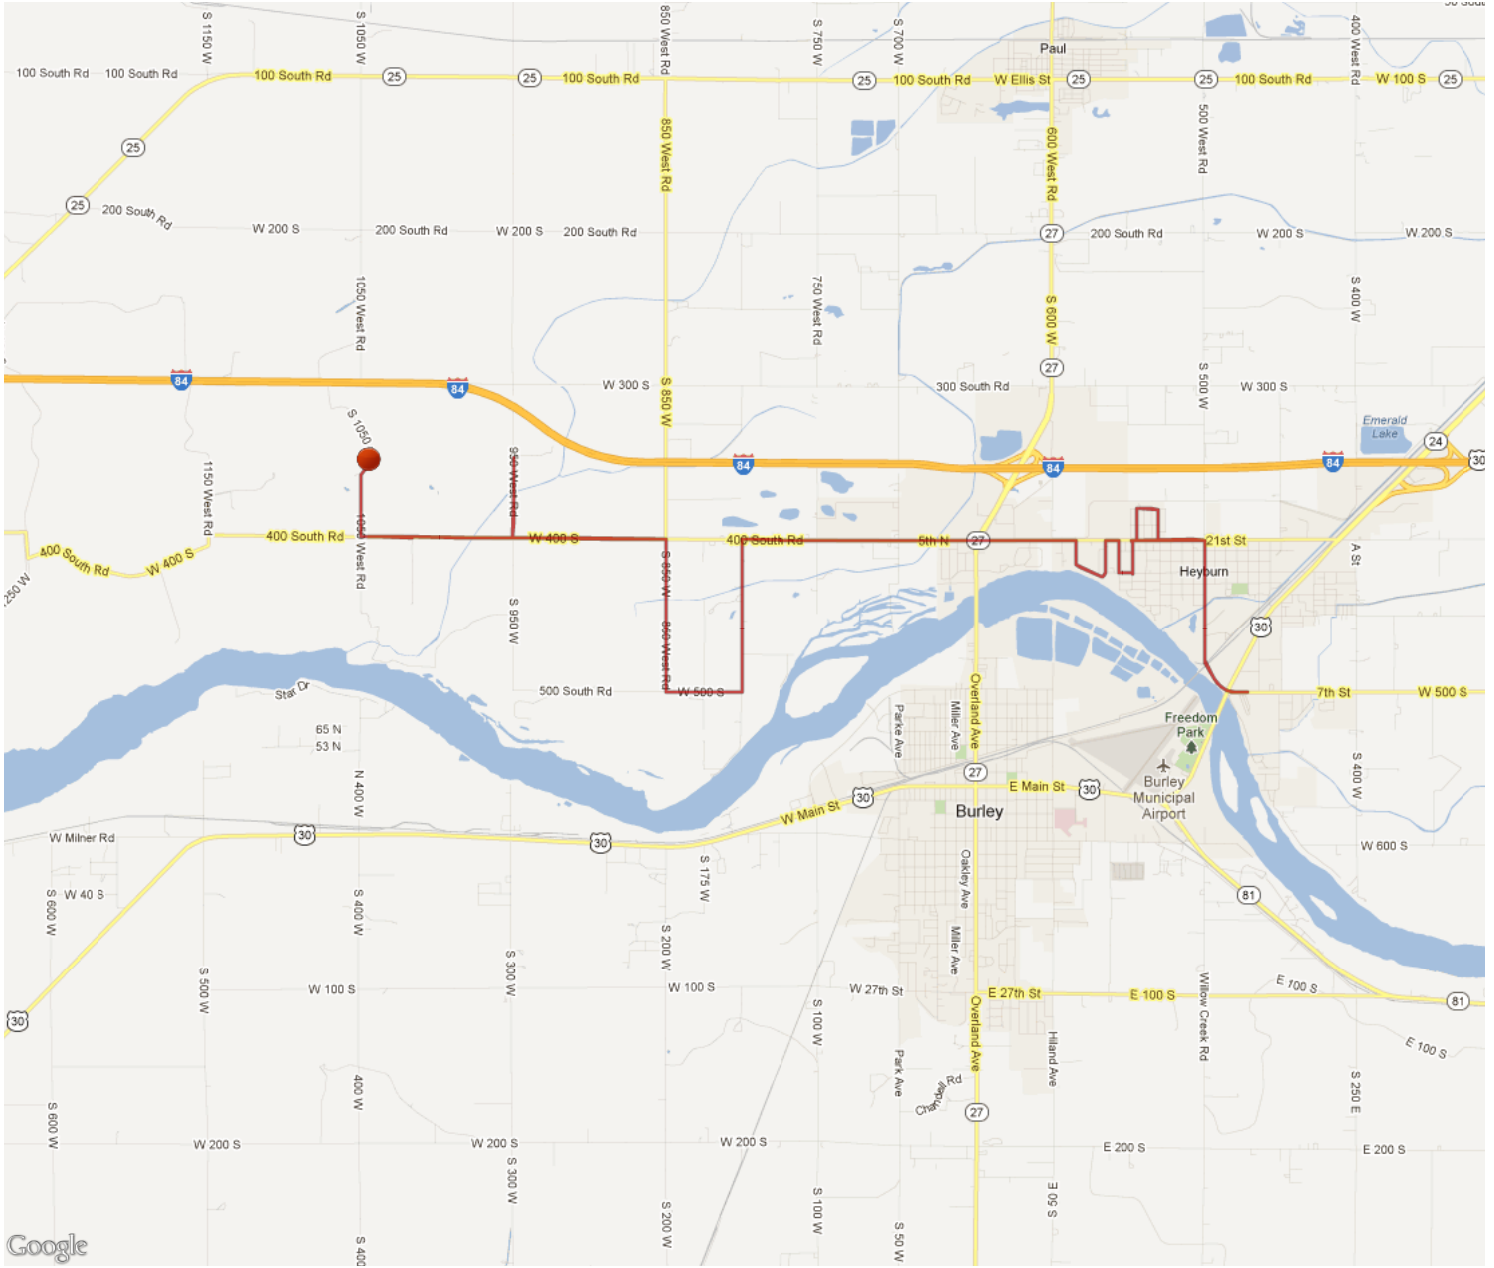 S 1150 W
S 1050 W
850 West Rd
S 750 W
S 700 W
Paul
400 West Rd
100 South Rd
100 South Rd
100 South Rd
25
25
100 South Rd
25
100 South Rd
W Ellis St
25
25
100 South Rd
W 100 S
25
25
850 West Rd
600 West Rd
500 West Rd
25
200 South Rd
W 200 S
200 South Rd
W 200 S
200 South Rd
27
200 South Rd
W 200 S
W 200 S
1050 West Rd
750 West Rd
S 600 W
S 400 W
84
84
W 300 S
S 850 W
27
300 South Rd
S 500 W
W 300 S
S 1050
Emerald
Lake
24
30
1150 West Rd
950 West Rd
84
84
84
400 South Rd
1050 West Rd
W 400 S
400 South Rd
5th N
27
21st St
400 South Rd
W 400 S
S 850 W
A St
Heyburn
1250 W
S 950 W
850 West Rd
30
Star Dr
500 South Rd
W 500 S
7th St
W 500 S
65 N
53 N
Parke Ave
Miller Ave
Overland Ave
Freedom
Park
N 400 W
27
S 400 W
W Main St
30
E Main St
30
Burley
Municipal
Airport
Burley
W Milner Rd
30
30
W 600 S
S 600 W
W 40 S
S 400 W
S 175 W
Oakley Ave
81
S 500 W
S 300 W
S 200 W
Miller Ave
W 100 S
W 100 S
W 27th St
E 27th St
E 100 S
E 100 S
81
30
S 100 W
Overland Ave
Hiland Ave
Willow Creek Rd
E 100 S
S 600 W
400 W
Park Ave
Chappell Rd
27
S 250 E
W 200 S
W 200 S
W 200 S
E 200 S
E 200 S
S 300 W
S 200 W
S 100 W
S 50 W
S 50 E
S 400
Google